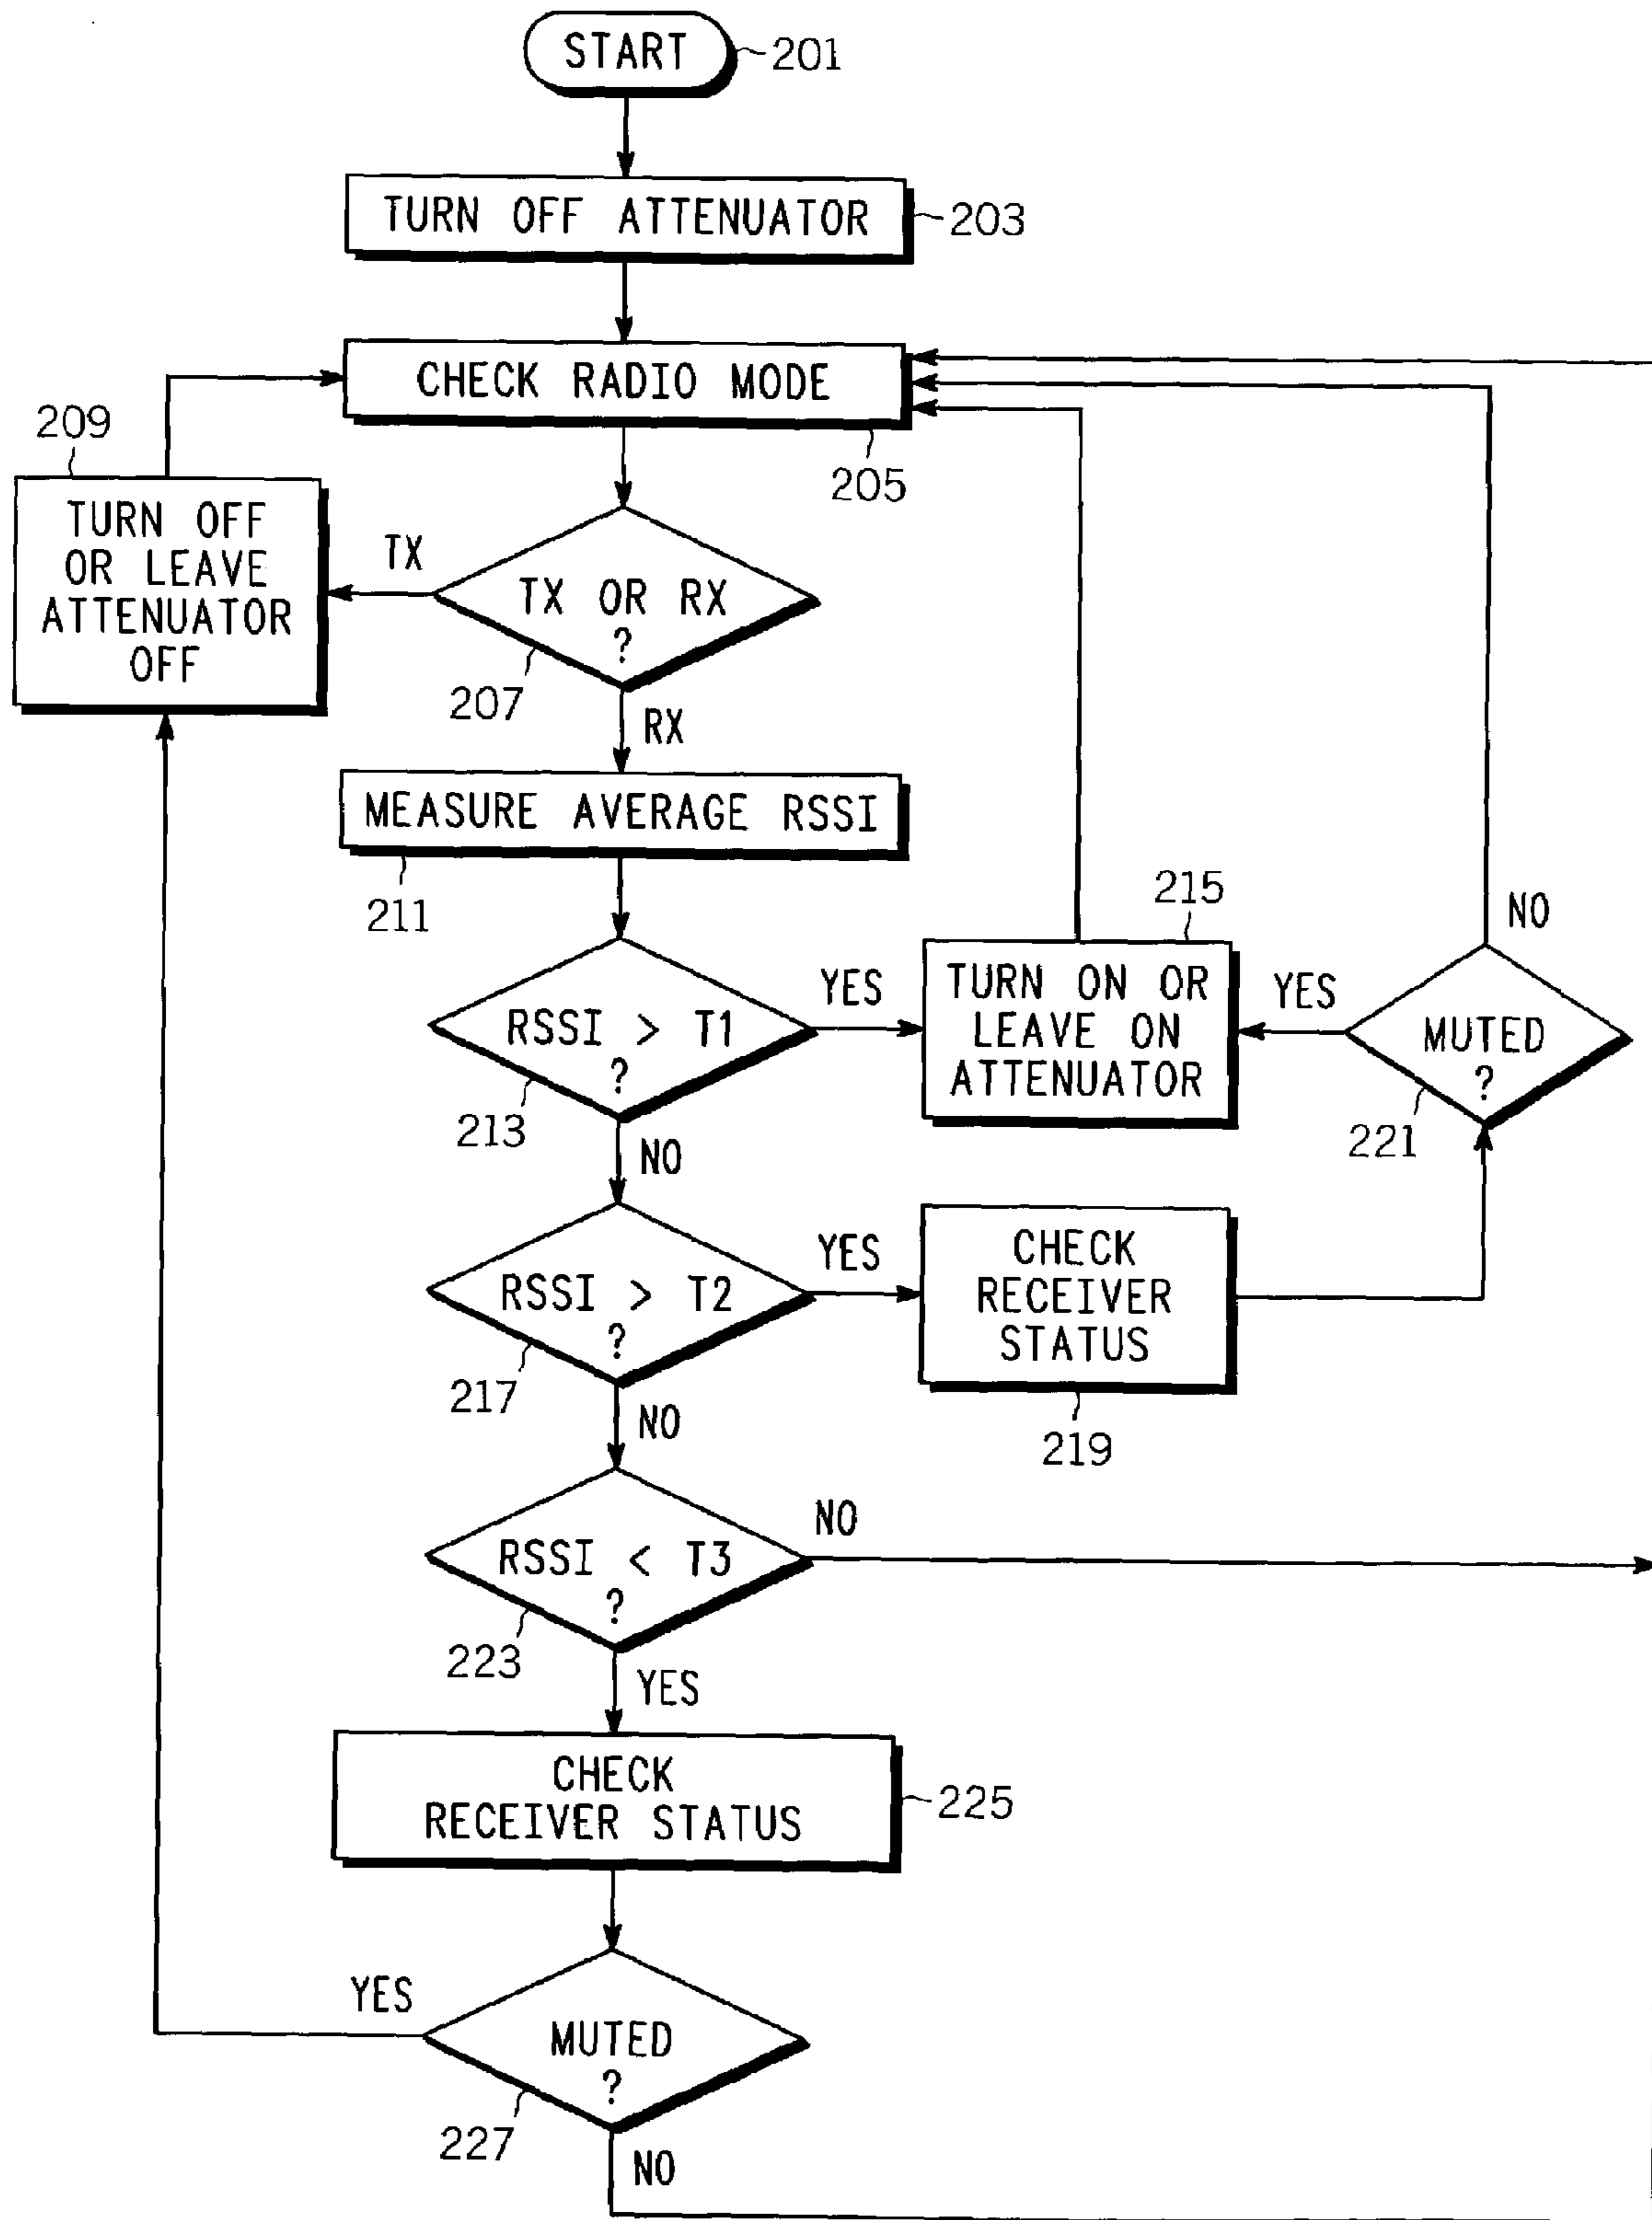 START
201
TURN OFF ATTENUATOR
203
CHECK RADIO MODE
205
209
TURN OFF
OR LEAVE
ATTENUATOR
OFF
TX
TX OR RX
?
207
RX
MEASURE AVERAGE RSSI
211
RSSI > T1
?
213
YES
NO
215
TURN ON OR
LEAVE ON
ATTENUATOR
YES
MUTED
?
221
NO
RSSI > T2
?
217
YES
NO
CHECK
RECEIVER
STATUS
219
RSSI < T3
?
223
NO
YES
CHECK
RECEIVER STATUS
225
MUTED
?
227
YES
NO